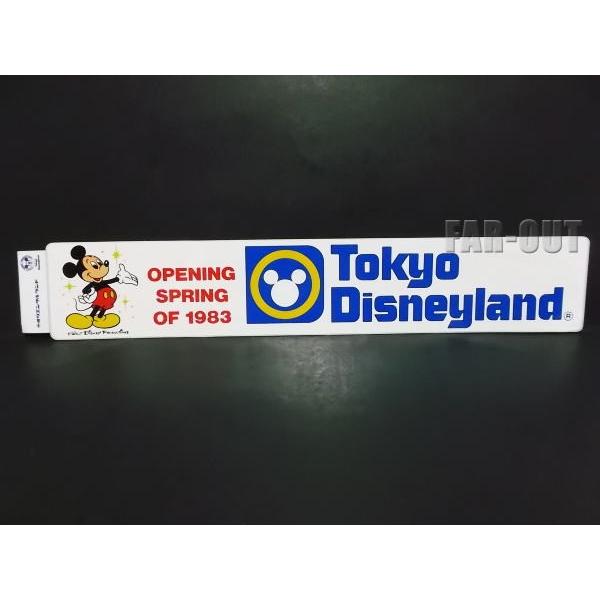 FAR-OUT
OPENING
SPRING
OF 1983
Tokyo
Disneyland®